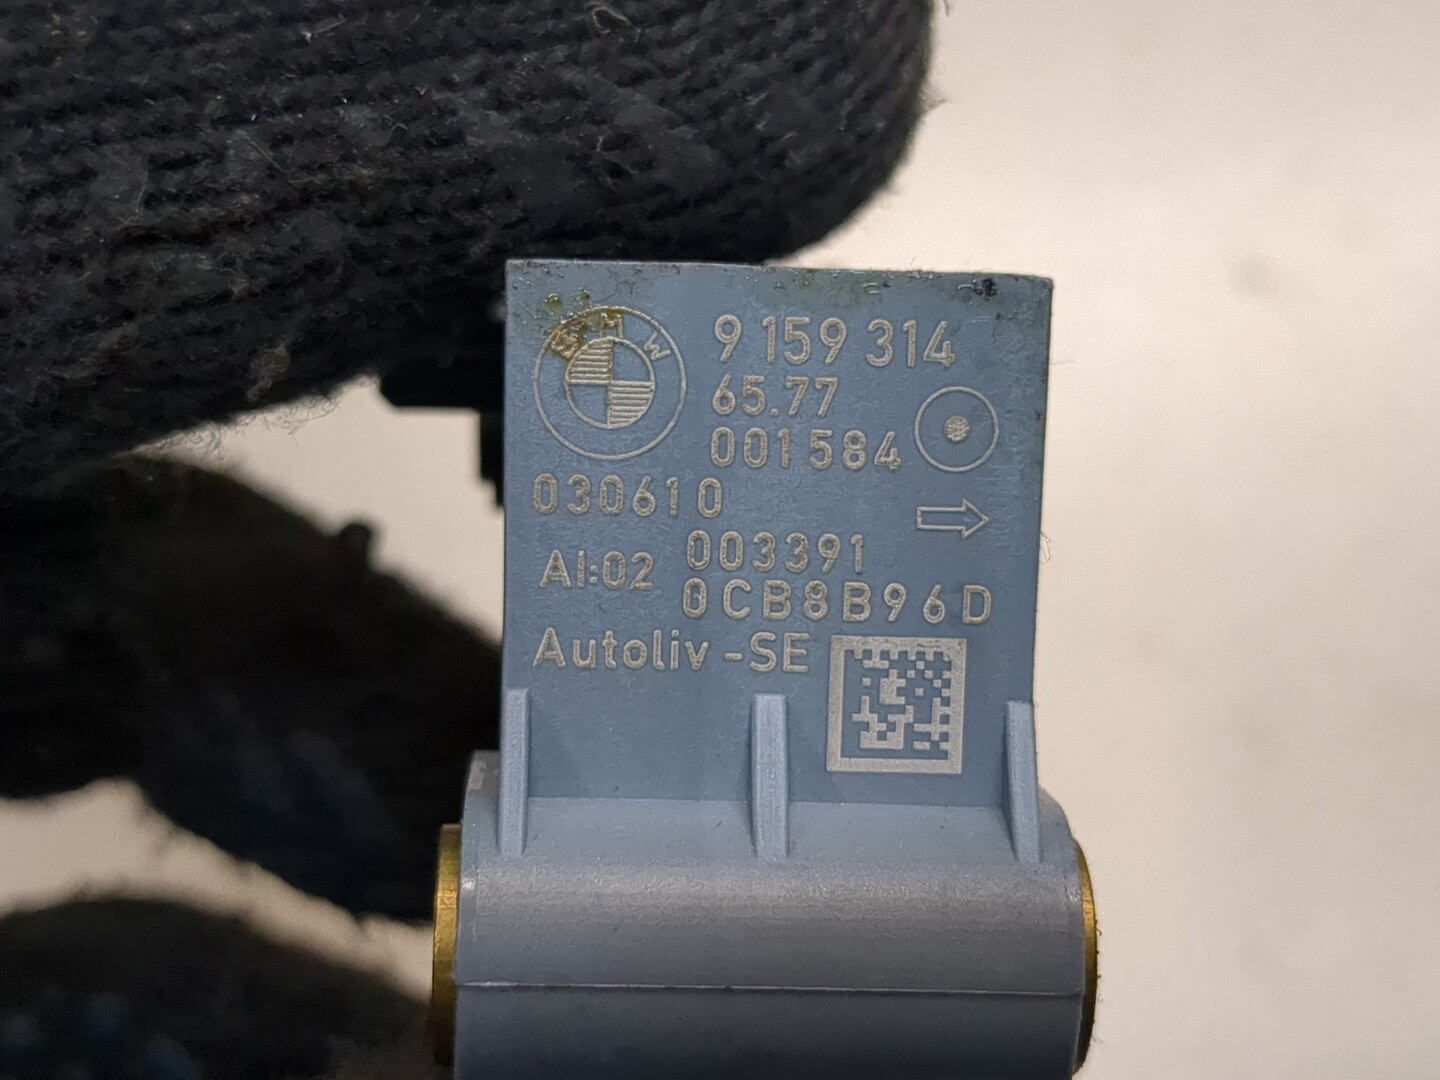 BMW
9 159 314
65.77
001584
030610
AI:02 003391
0CB8B96D
Autoliv -SE